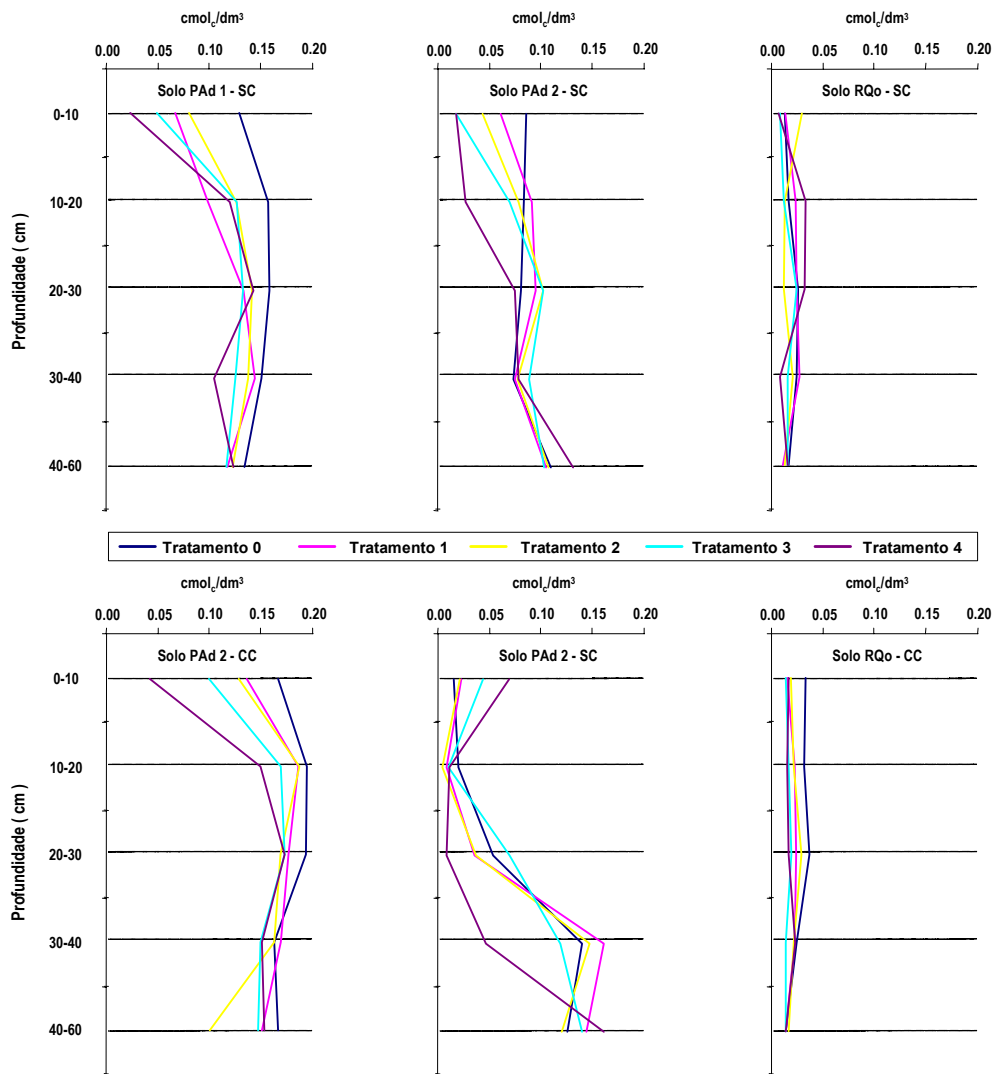 cmolc/dm³ cmolc/dm³ cmolc/dm³
0.00 0.05 0.10 0.15 0.20 0.00 0.05 0.10 0.15 0.20 0.00 0.05 0.10 0.15 0.20
Solo PAd 1 - SC Solo PAd 2 - SC Solo RQo - SC
0-10
10-20
20-30
30-40
40-60
Profundidade ( cm )
Tratamento 0 Tratamento 1 Tratamento 2 Tratamento 3 Tratamento 4
cmolc/dm³ cmolc/dm³ cmolc/dm³
0.00 0.05 0.10 0.15 0.20 0.00 0.05 0.10 0.15 0.20 0.00 0.05 0.10 0.15 0.20
Solo PAd 2 - CC Solo PAd 2 - SC Solo RQo - CC
0-10
10-20
20-30
30-40
40-60
Profundidade ( cm )